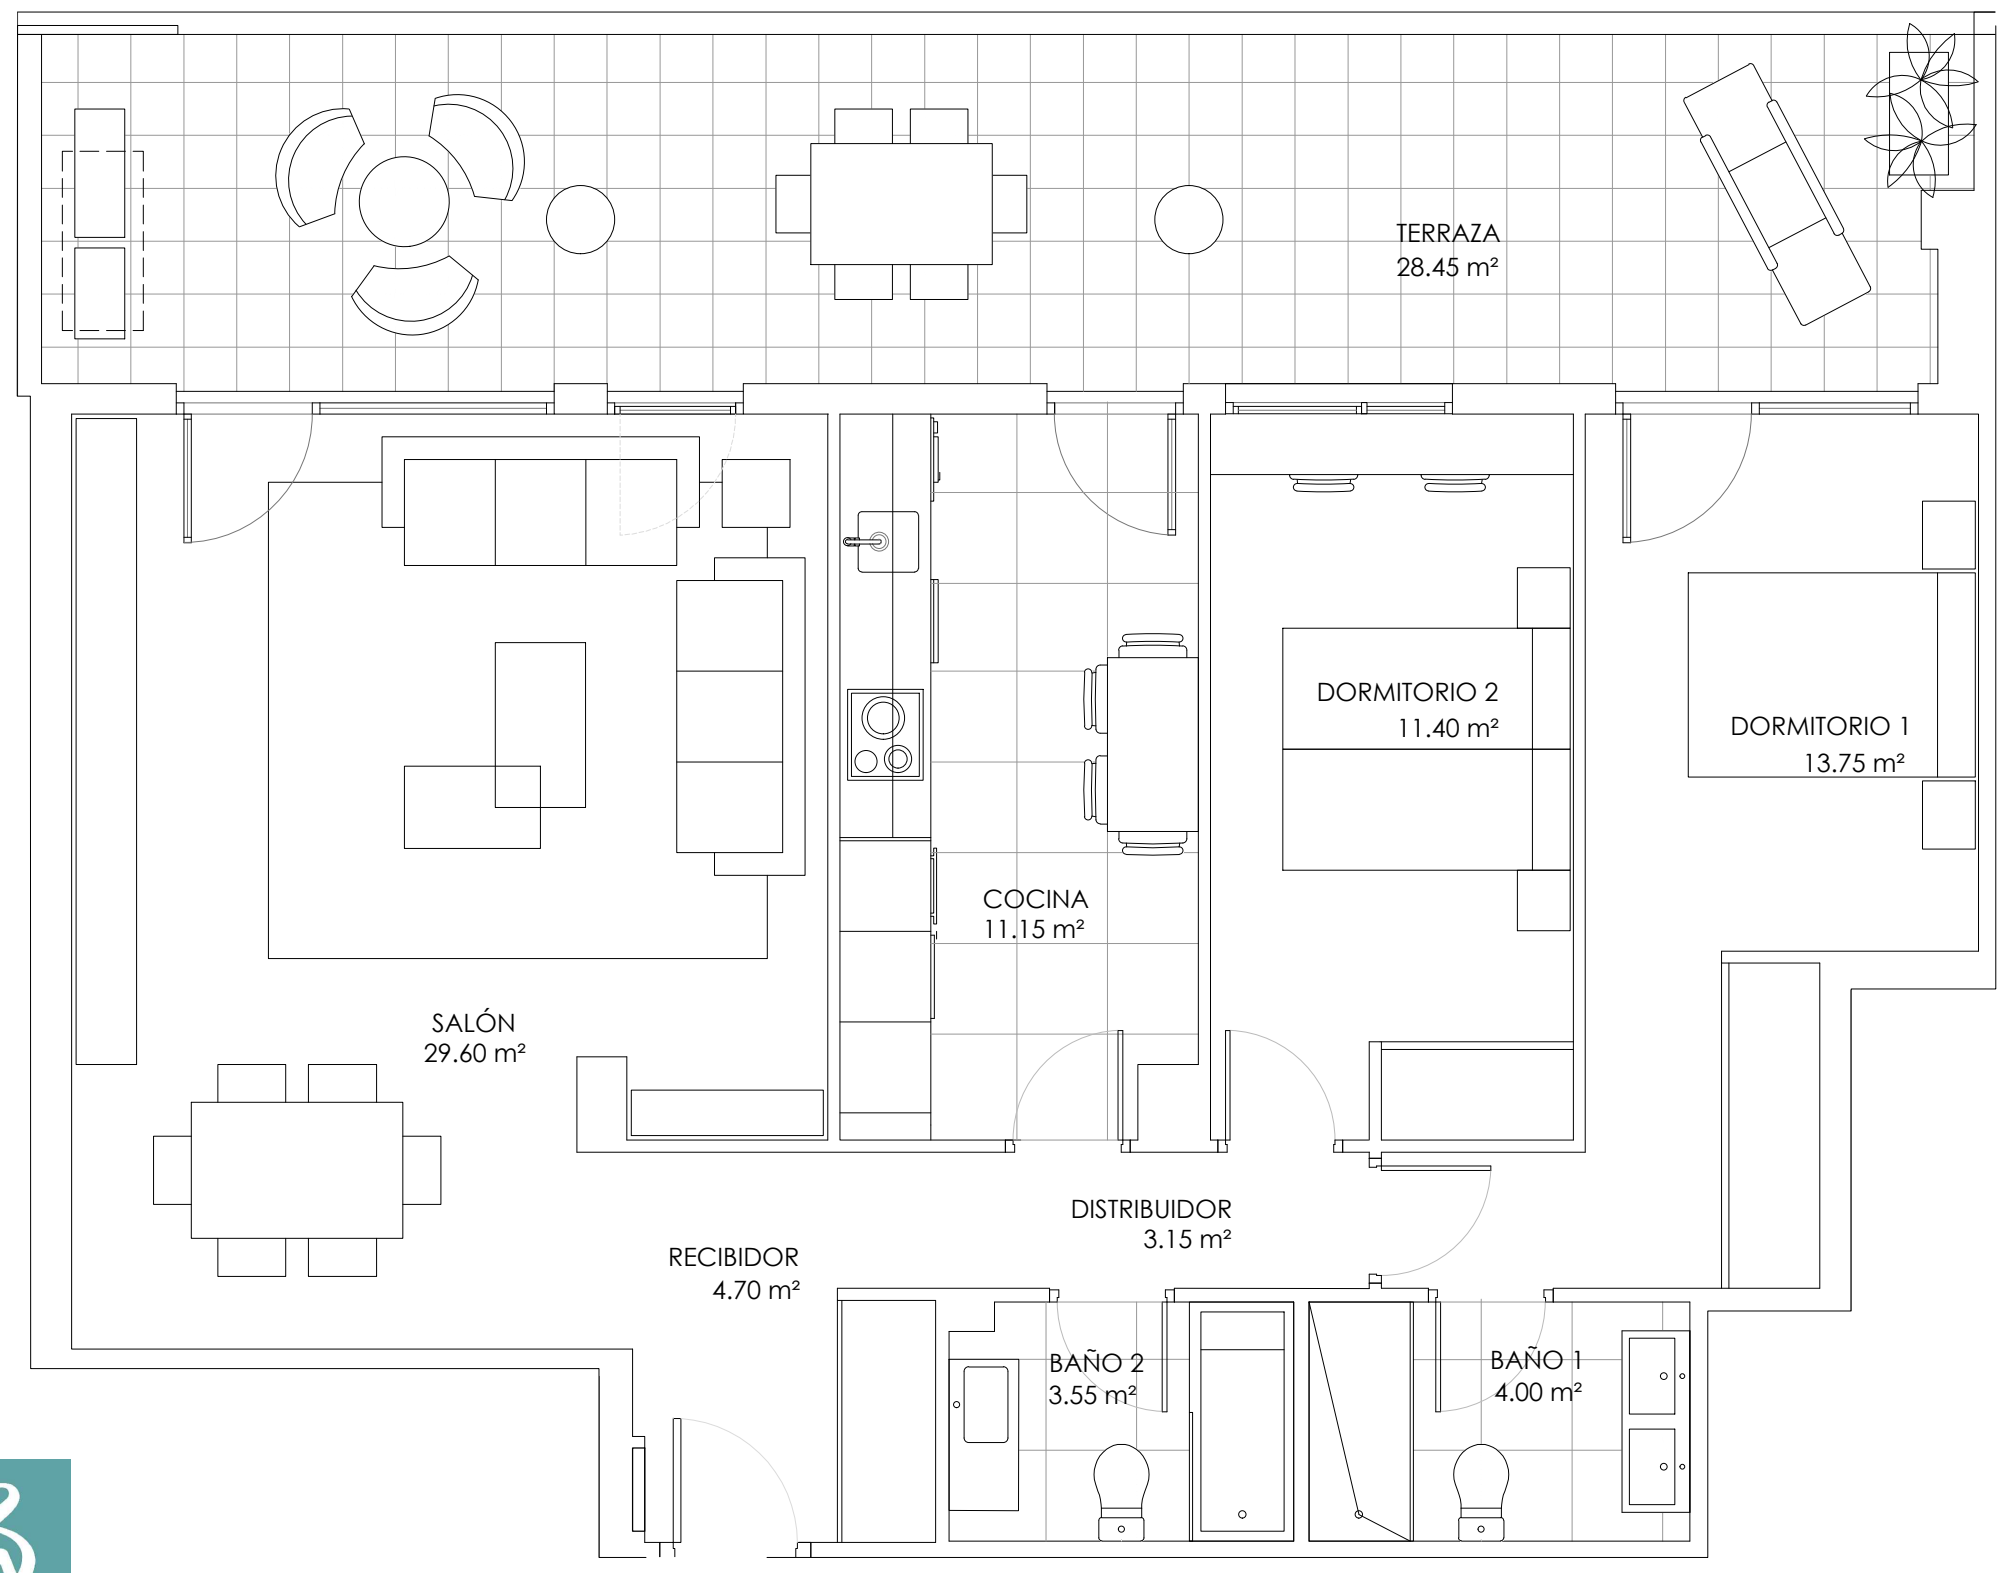 TERRAZA
28.45 m²
DORMITORIO 2
11.40 m²
DORMITORIO 1
13.75 m²
COCINA
11.15 m²
SALÓN
29.60 m²
DISTRIBUIDOR
3.15 m²
RECIBIDOR
4.70 m²
BAÑO 2
3.55 m²
BAÑO 1
4.00 m²